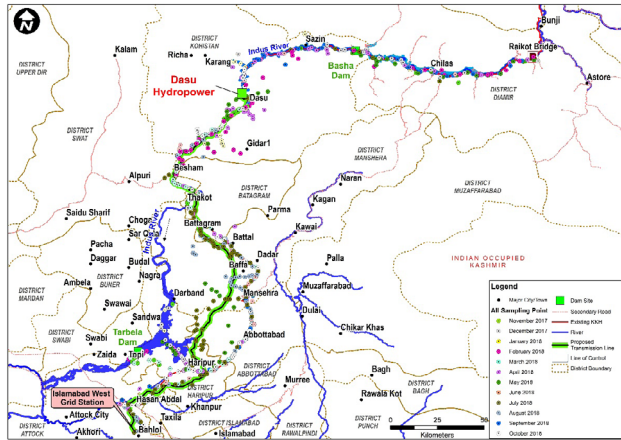 N
Kalam
Richa
DISTRICT
KOHISTAN
Karang
Indus River
Sazin
Basha
Dam
Chilas
Bunji
Raikot Bridge
Astore
DISTRICT
DIAMIR
DISTRICT
UPPER DIR
Dasu
Hydropower
Dasu
DISTRICT
SWAT
Gidar1
DISTRICT
MANSHERA
Besham
Alpuri
Thakot
DISTRICT
BATAGRAM
Naren
DISTRICT
MUZAFFARABAD
Kagan
Parma
Saidu Sharif
Indus River
Battagram
Kawai
Pacha
Daggar
Battal
Budal
DISTRICT
BUNER
Dadar
Baffa
Palla
INDIAN OCCUPIED
KASHMIR
DISTRICT
MARDAN
Ambela
Nagra
Darband
Mansehra
Muzaffarabad
Swawai
Dulai
DISTRICT
SWABI
Sandwa
Abbottabad
Chikar Khas
Swabi
Tarbela
Dam
Zaida
Topi
Haripur
DISTRICT
ABBOTTABAD
Bagh
DISTRICT
BAGH
Islamabad West
Grid Station
Hasan Abdal
DISTRICT
HARIPUR
Murree
Rawala Kot
Khanpur
Attock City
Taxila
DISTRICT
ATTOCK
Akhori
Bahlol
DISTRICT ISLAMABAD
Islamabad
DISTRICT
RAWALPINDI
DISTRICT
PUNCH
0
25
50
Kilometers
Legend
Major City/Town
Dam Site
All Sampling Point
Secondary Road
November 2017
Existing KKH
December 2017
River
January 2018
Proposed
Transmission Line
February 2018
March 2018
Line of Control
April 2018
District Boundary
May 2018
June 2018
July 2018
August 2018
September 2018
October 2018